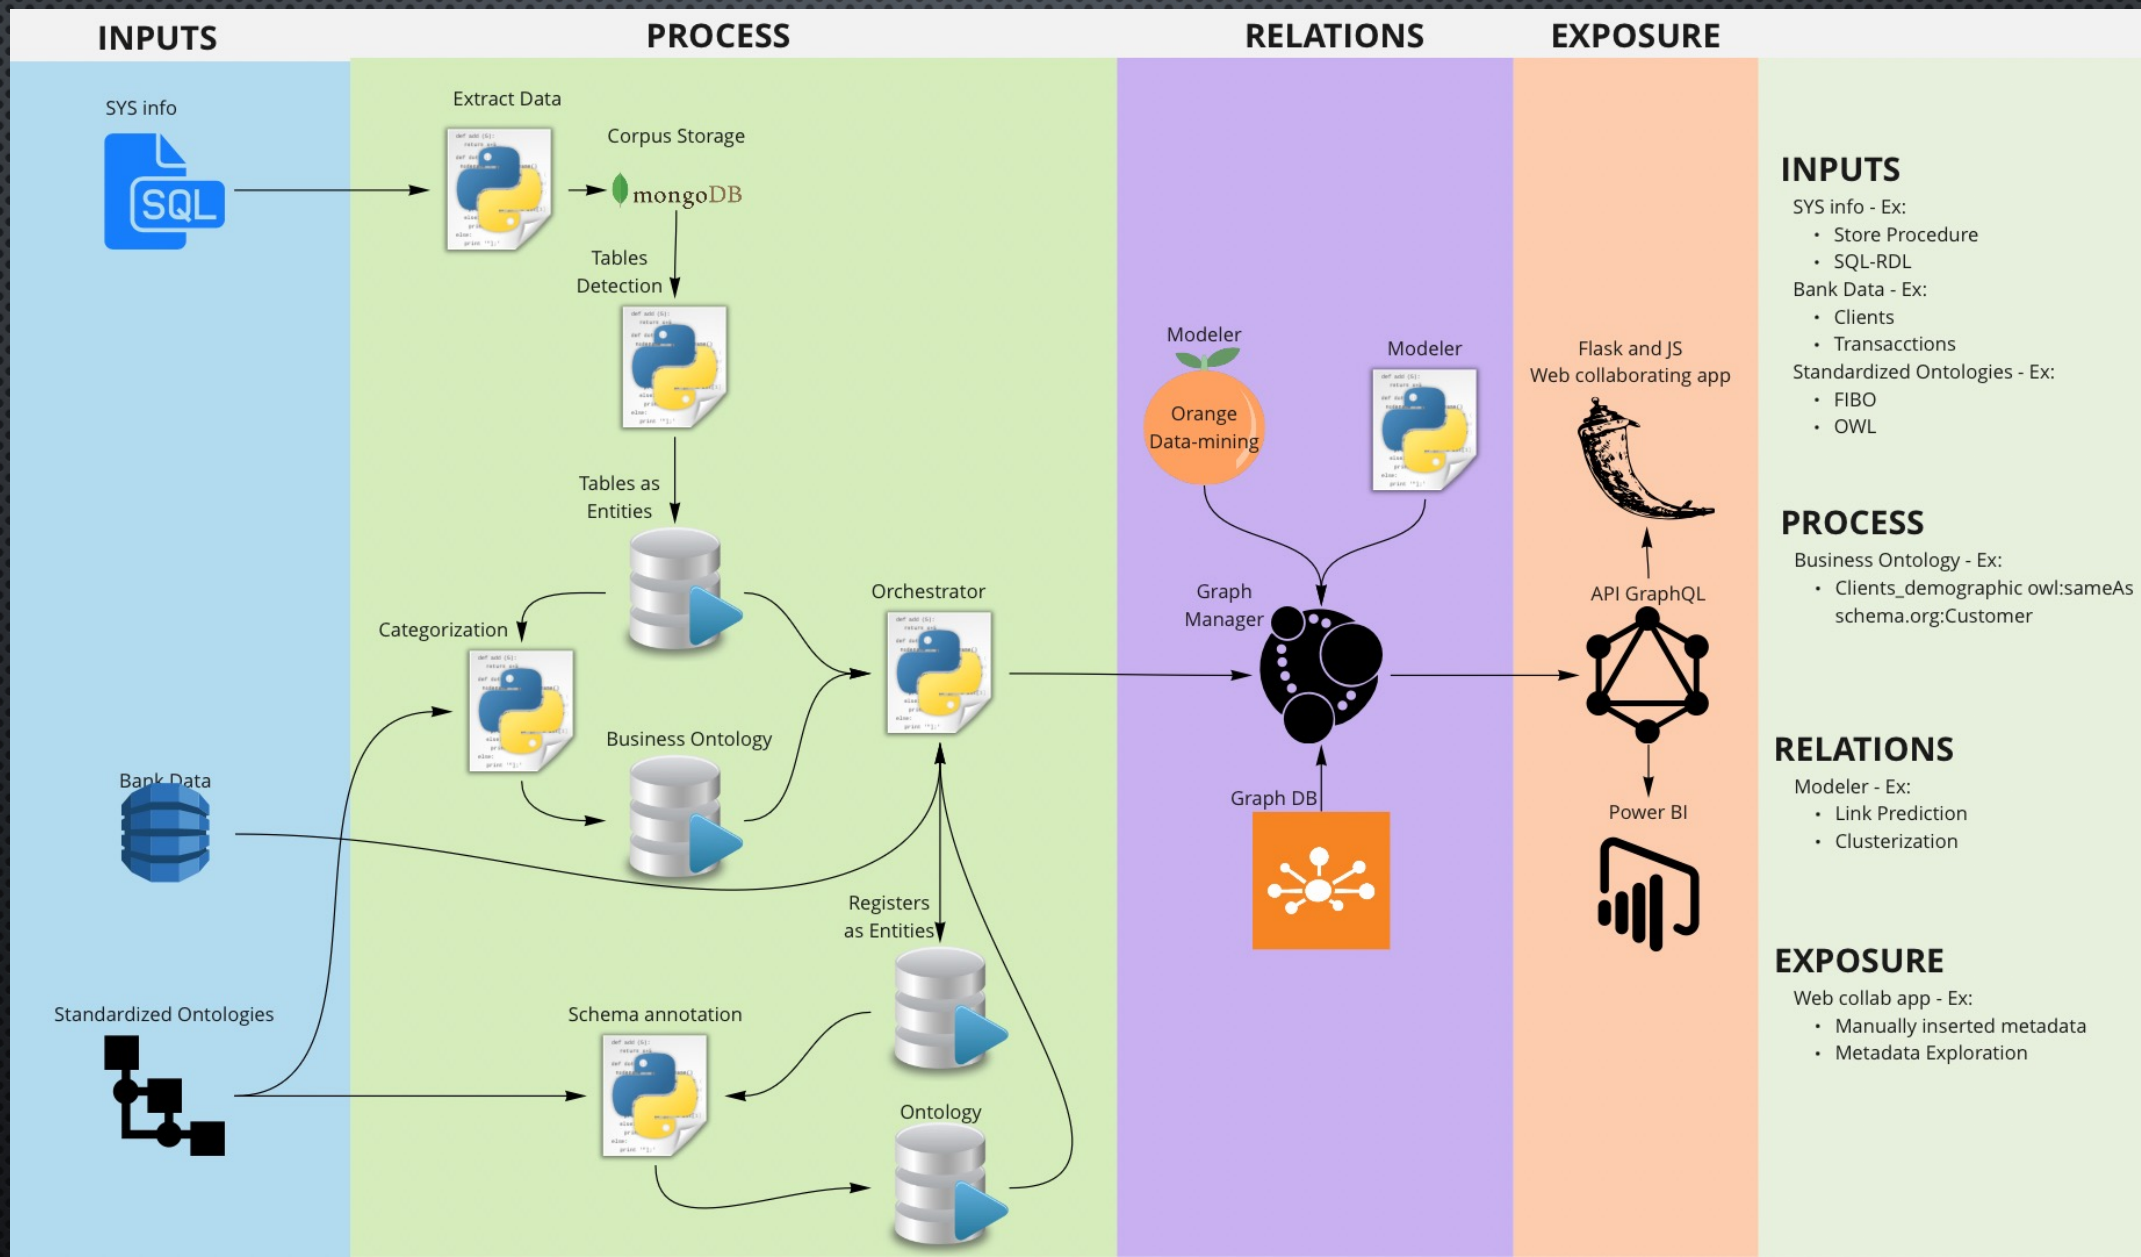 INPUTS
PROCESS
RELATIONS
EXPOSURE
SYS info
SQL
Extract Data
Corpus Storage
mongoDB
Tables
Detection
Tables as
Entities
Categorization
Business Ontology
Orchestrator
Bank Data
Registers
as Entities
Standardized Ontologies
Schema annotation
Ontology
Modeler
Orange
Data-mining
Modeler
Graph
Manager
Graph DB
Flask and JS
Web collaborating app
API GraphQL
Power BI
INPUTS
SYS info - Ex:
• Store Procedure
• SQL-RDL
Bank Data - Ex:
• Clients
• Transacctions
Standardized Ontologies - Ex:
• FIBO
• OWL
PROCESS
Business Ontology - Ex:
• Clients_demographic owl:sameAs
schema.org:Customer
RELATIONS
Modeler - Ex:
• Link Prediction
• Clusterization
EXPOSURE
Web collab app - Ex:
• Manually inserted metadata
• Metadata Exploration